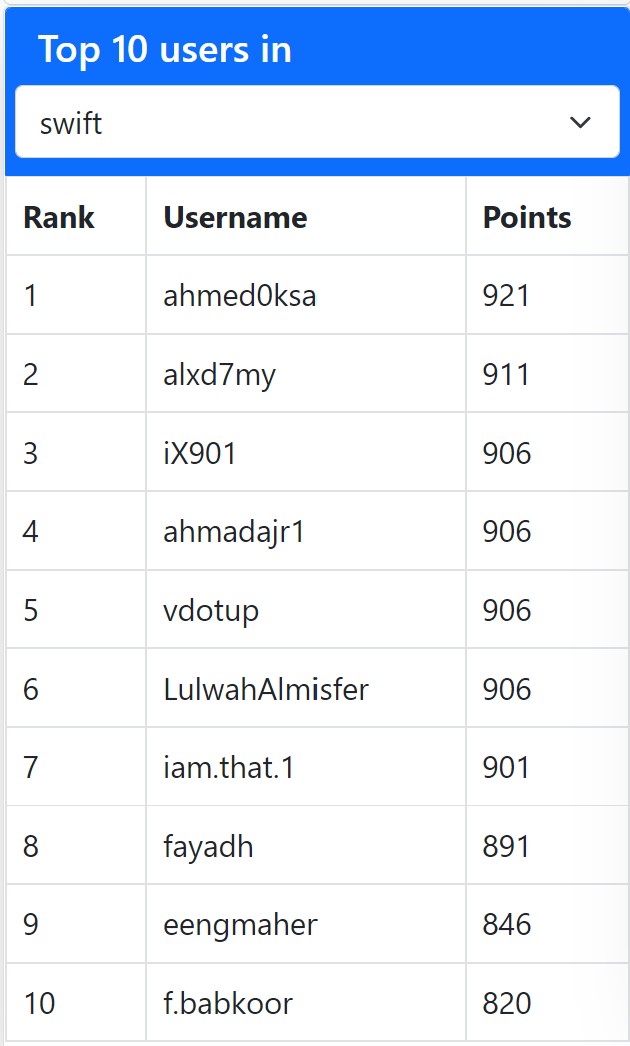 Top 10 users in
swift
Rank Username Points
1 ahmed0ksa 921
2 alxd7my 911
3 iX901 906
4 ahmadajr1 906
5 vdotup 906
6 LulwahAlmisfer 906
7 iam.that.1 901
8 fayadh 891
9 eengmaher 846
10 f.babkoor 820